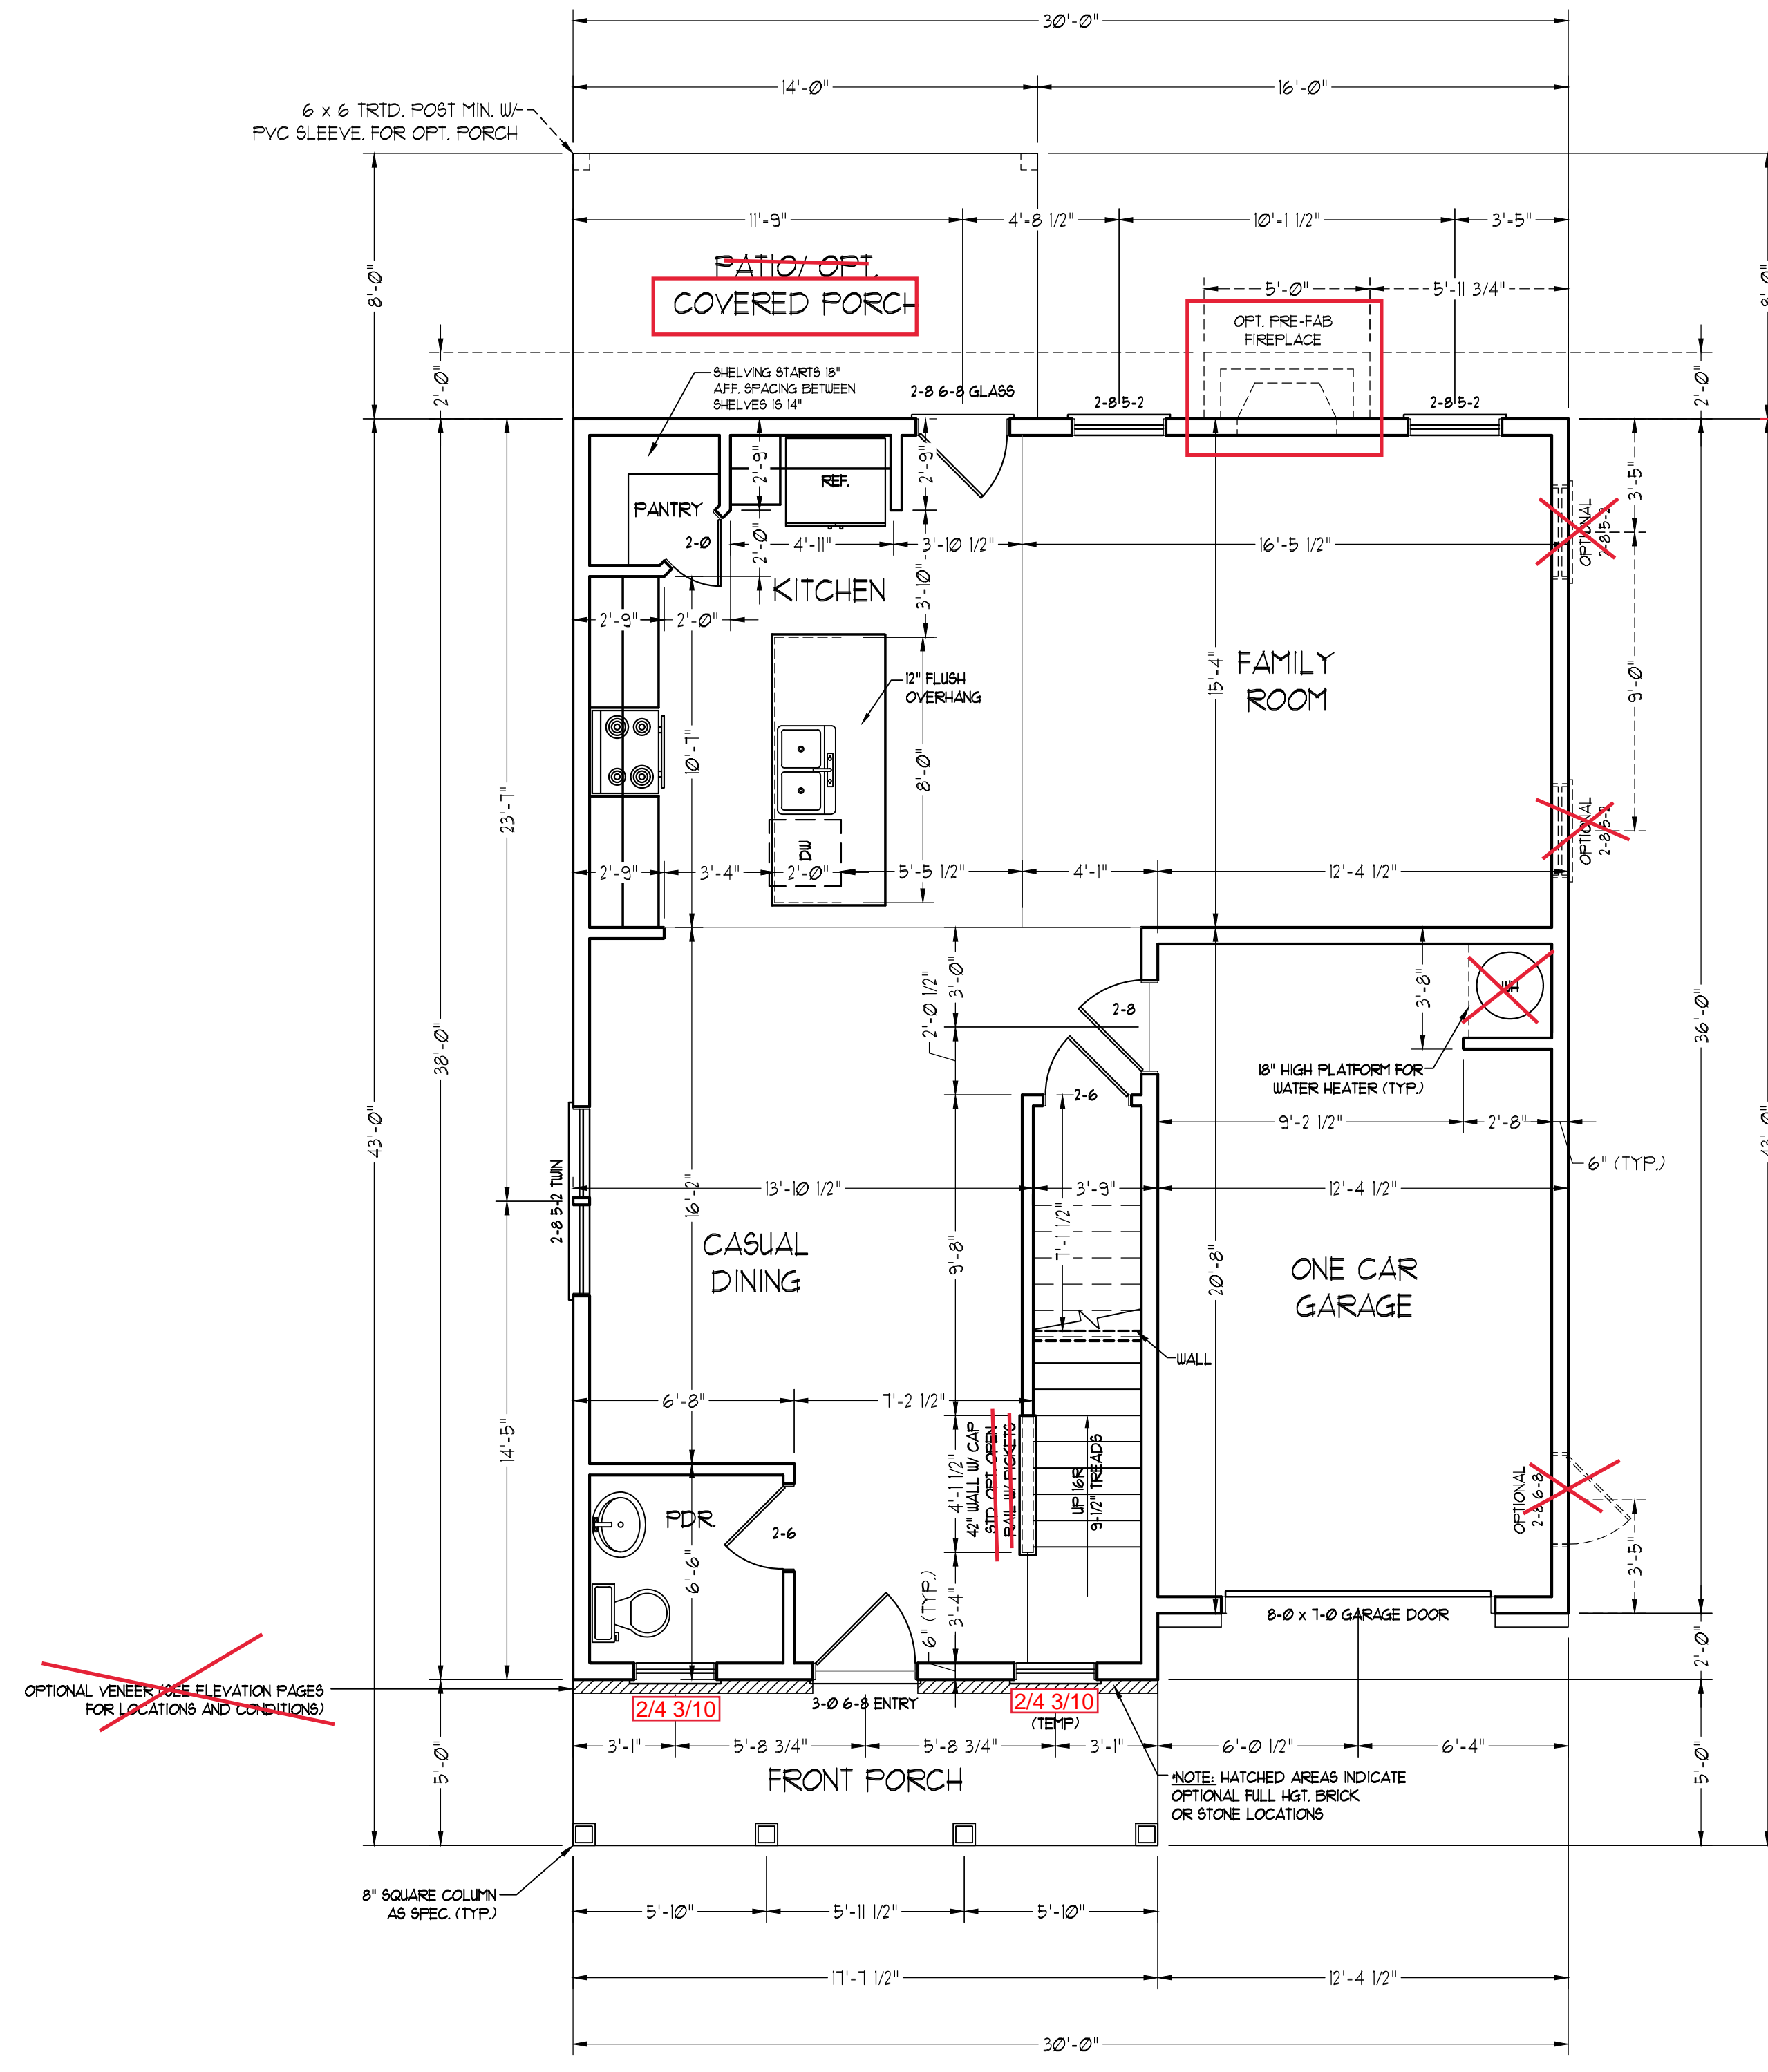 30'-0"
14'-0"
16'-0"
6 x 6 TRTD. POST MIN. W/
PVC SLEEVE. FOR OPT. PORCH
11'-9"
4'-8 1/2"
10'-1 1/2"
3'-5"
8'-0"
8'-0"
PATIO/ OPT.
COVERED PORCH
5'-0"
5'-11 3/4"
OPT. PRE-FAB
FIREPLACE
2'-0"
2'-0"
SHELVING STARTS 18"
A.F.F. SPACING BETWEEN
SHELVES IS 14"
2-8 6-8 GLASS
2-8 5-2
2-8 5-2
2'-9"
2'-9"
REF.
PANTRY
2-0
2'-0"
4'-11"
3'-10 1/2"
16'-5 1/2"
3'-5"
OPTIONAL
2-8 5-2
KITCHEN
3'-10"
2'-9"
2'-0"
12" FLUSH
OVERHANG
FAMILY
ROOM
15'-4"
9'-0"
10'-7"
8'-0"
23'-7"
DW
OPTIONAL
2-8 5-2
2'-9"
3'-4"
2'-0"
5'-5 1/2"
4'-1"
12'-4 1/2"
3'-0"
2'-0 1/2"
2-8
3'-8"
WH
38'-0"
36'-0"
43'-0"
43'-0"
18" HIGH PLATFORM FOR
WATER HEATER (TYP.)
2-6
9'-2 1/2"
2'-8"
6" (TYP.)
2-8 5-2 TWIN
13'-10 1/2"
3'-9"
12'-4 1/2"
16'-2"
7'-1 1/2"
9'-8"
20'-8"
CASUAL
DINING
ONE CAR
GARAGE
WALL
6'-8"
7'-2 1/2"
14'-5"
4'-1 1/2"
42" WALL W/ CAP
STD. OPT. OPEN
RAIL W/ PICKETS
UP 16R
9-1/2" TREADS
OPTIONAL
2-8 6-8
PDR.
2-6
6'-6"
6" (TYP.)
3'-4"
3'-5"
8-0 x 7-0 GARAGE DOOR
2'-0"
OPTIONAL VENEER (SEE ELEVATION PAGES
FOR LOCATIONS AND CONDITIONS)
2/4 3/10
3-0 6-8 ENTRY
2/4 3/10
(TEMP)
3'-1"
5'-8 3/4"
5'-8 3/4"
3'-1"
6'-0 1/2"
6'-4"
5'-0"
5'-0"
FRONT PORCH
*NOTE: HATCHED AREAS INDICATE
OPTIONAL FULL HGT. BRICK
OR STONE LOCATIONS
8" SQUARE COLUMN
AS SPEC. (TYP.)
5'-10"
5'-11 1/2"
5'-10"
17'-7 1/2"
12'-4 1/2"
30'-0"